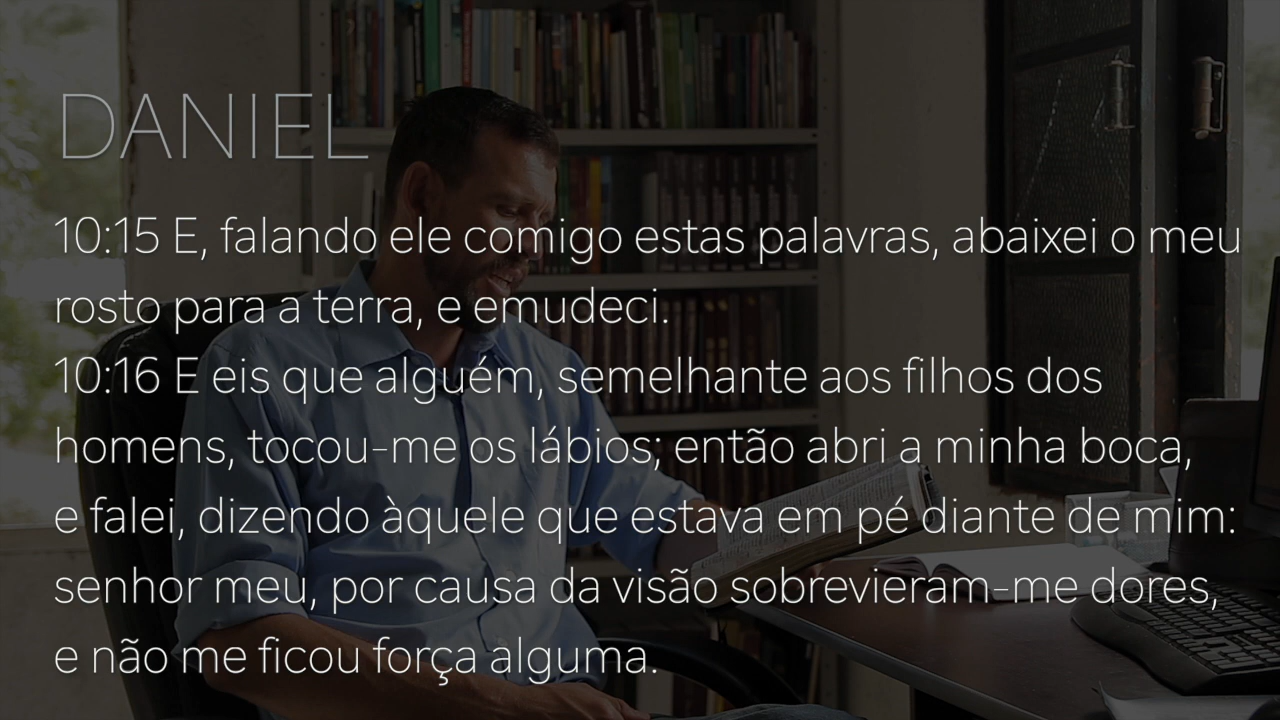 DANIEL
10:15 E, falando ele comigo estas palavras, abaixei o meu
rosto para a terra, e emudeci.
10:16 E eis que alguém, semelhante aos filhos dos
homens, tocou-me os lábios; então abri a minha boca,
e falei, dizendo àquele que estava em pé diante de mim:
senhor meu, por causa da visão sobrevieram-me dores,
e não me ficou força alguma.